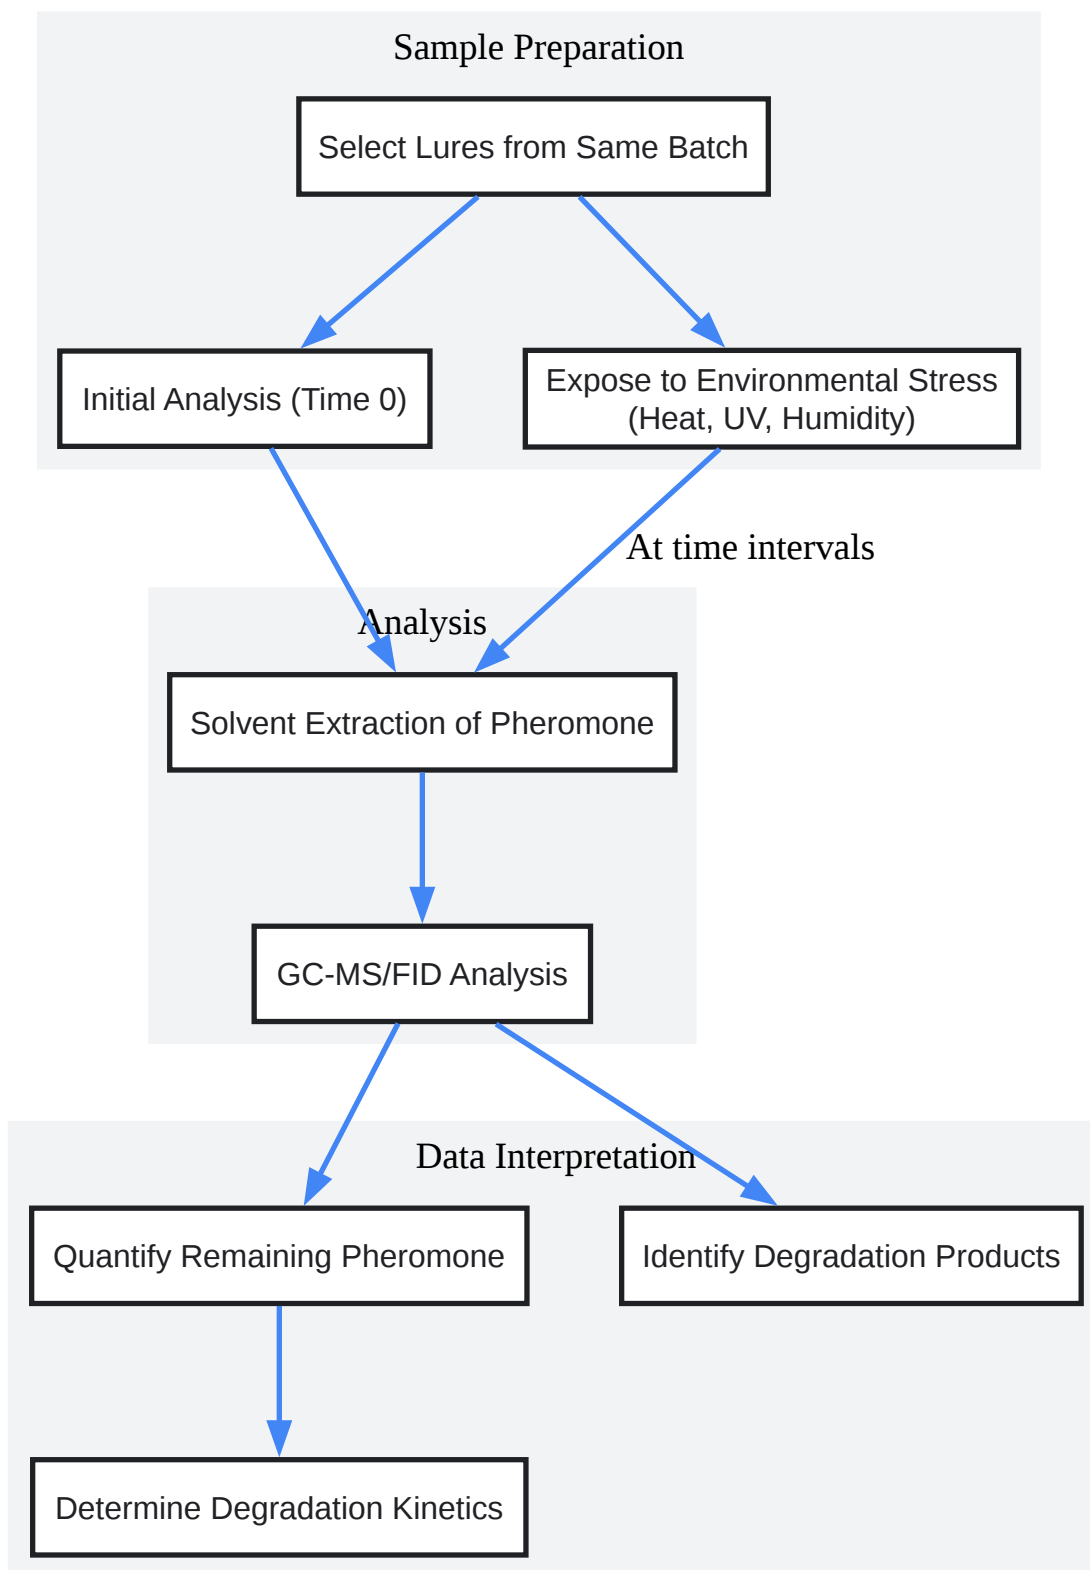 Sample Preparation
Select Lures from Same Batch
Initial Analysis (Time 0)
Expose to Environmental Stress
(Heat, UV, Humidity)
At time intervals
Analysis
Solvent Extraction of Pheromone
GC-MS/FID Analysis
Data Interpretation
Quantify Remaining Pheromone
Identify Degradation Products
Determine Degradation Kinetics